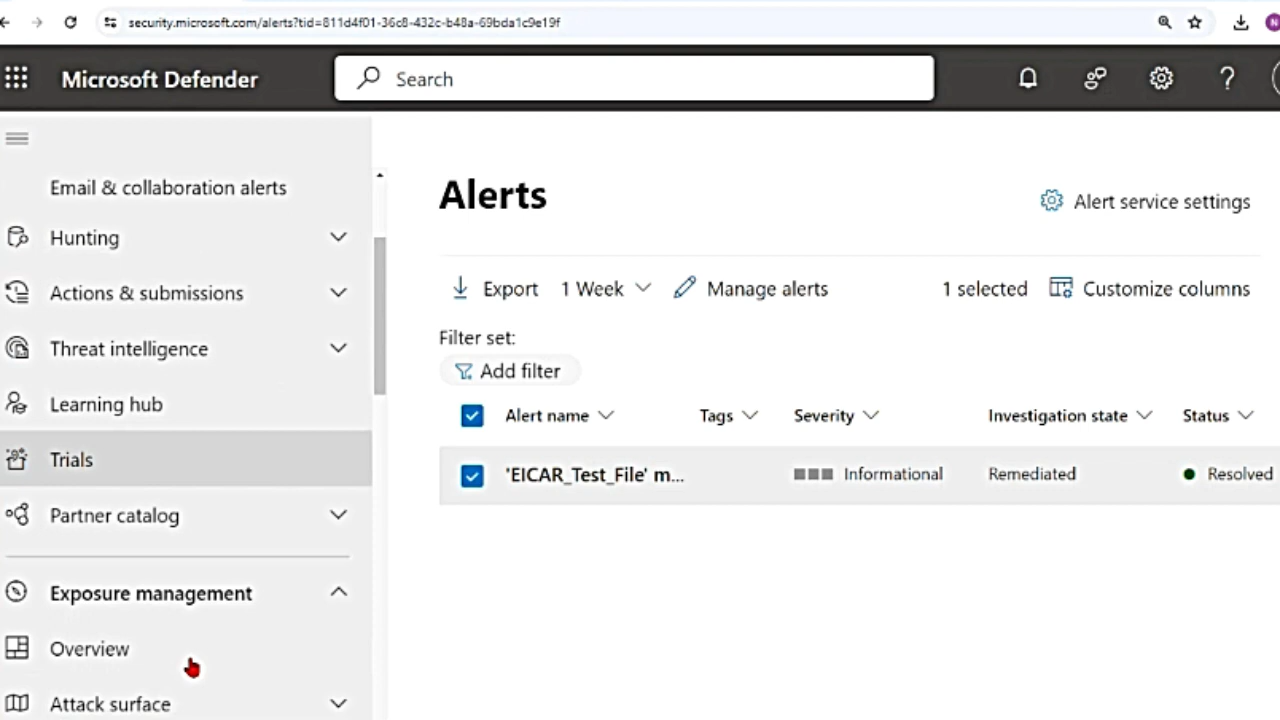 security.microsoft.com/alerts?tid=811d4f01-36c8-432c-b48a-69bda1c9e19f
N
Microsoft Defender
Search
?
Email & collaboration alerts
Hunting
Actions & submissions
Threat intelligence
Learning hub
Trials
Partner catalog
Exposure management
Overview
Attack surface
Alerts
Alert service settings
Export 1 Week Manage alerts 1 selected Customize columns
Filter set:
Add filter
Alert name Tags Severity Investigation state Status
'EICAR_Test_File' m... Informational Remediated Resolved